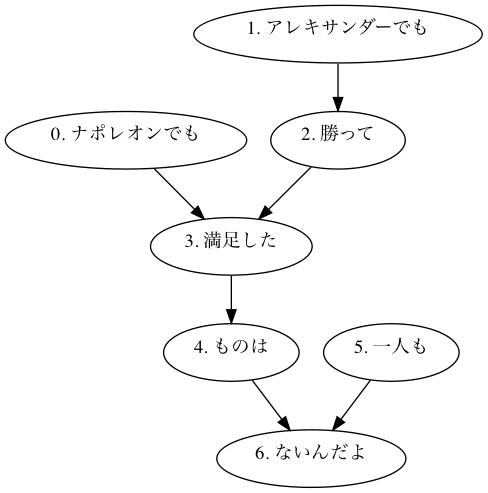 1. アレキサンダーでも
0. ナポレオンでも
2. 勝って
3. 満足した
4. ものは
5. 一人も
6. ないんだよ